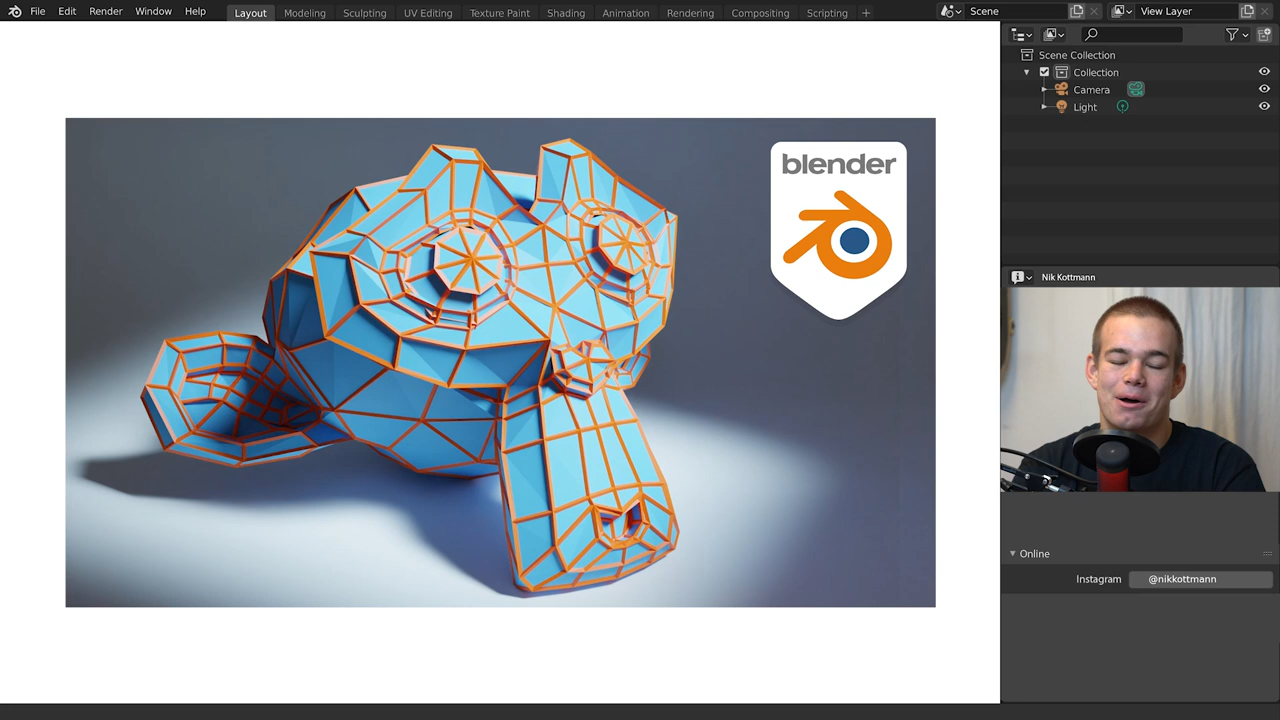 File Edit Render Window Help Layout Modeling Sculpting UV Editing Texture Paint Shading Animation Rendering Compositing Scripting + Scene View Layer
Scene Collection
Collection
Camera
Light
blender
Nik Kottmann
Online
Instagram @nikkottmann